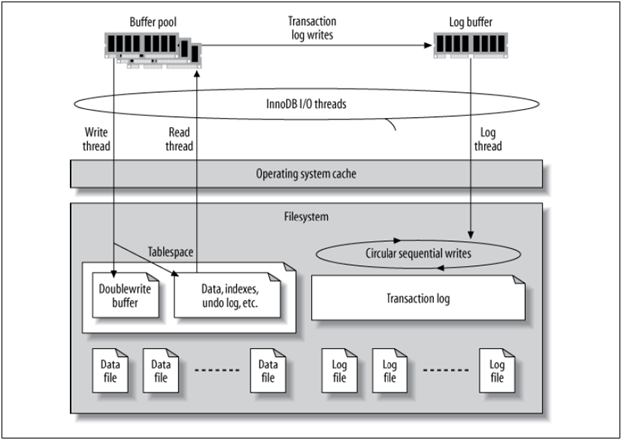 Buffer pool
Transaction
log writes
Log buffer
InnoDB I/O threads
Write
thread
Read
thread
Log
thread
Operating system cache
Filesystem
Tablespace
Circular sequential writes
Doublewrite
buffer
Data, indexes,
undo log, etc.
Transaction log
Data
file
Data
file
Data
file
Log
file
Log
file
Log
file